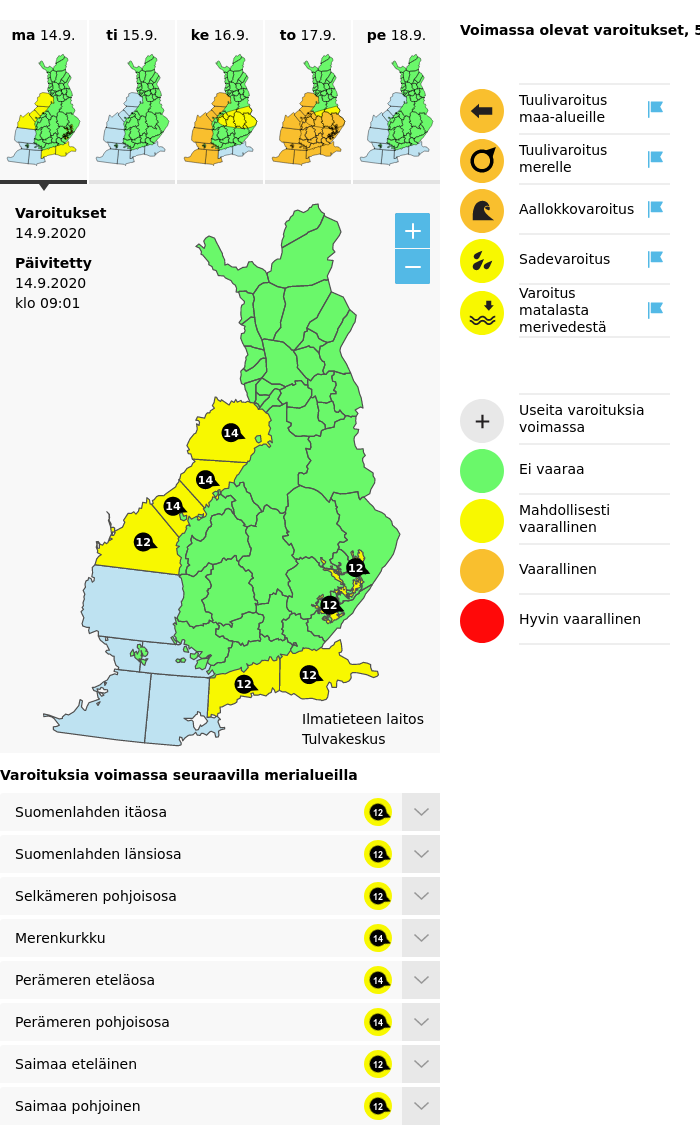 ma 14.9.
ti 15.9.
ke 16.9.
to 17.9.
pe 18.9.
Varoitukset
14.9.2020
Päivitetty
14.9.2020
klo 09:01
+
−
14
14
14
12
12
12
12
12
Ilmatieteen laitos
Tulvakeskus
Varoituksia voimassa seuraavilla merialueilla
Suomenlahden itäosa 12
Suomenlahden länsiosa 12
Selkämeren pohjoisosa 12
Merenkurkku 14
Perämeren eteläosa 14
Perämeren pohjoisosa 14
Saimaa eteläinen 12
Saimaa pohjoinen 12
Voimassa olevat varoitukset, 5
Tuulivaroitus
maa-alueille
Tuulivaroitus
merelle
Aallokkovaroitus
Sadevaroitus
Varoitus
matalasta
merivedestä
+
Useita varoituksia
voimassa
Ei vaaraa
Mahdollisesti
vaarallinen
Vaarallinen
Hyvin vaarallinen